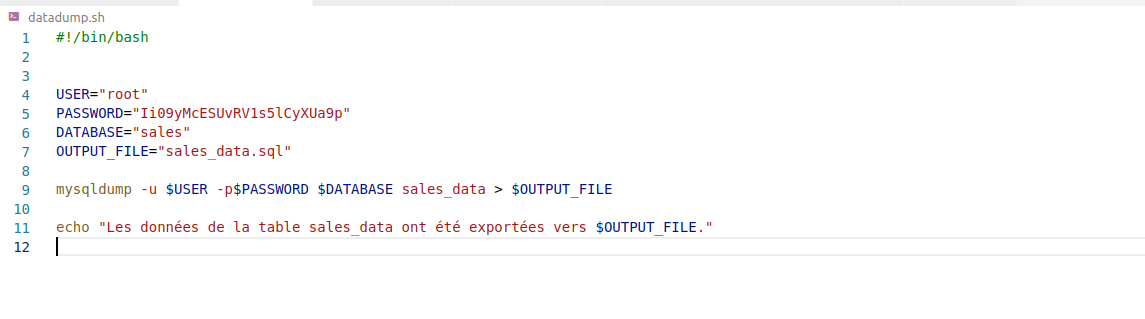 datadump.sh
1 #!/bin/bash
2
3
4 USER="root"
5 PASSWORD="Ii09yMcESUvRV1s5lCyXUa9p"
6 DATABASE="sales"
7 OUTPUT_FILE="sales_data.sql"
8
9 mysqldump -u $USER -p$PASSWORD $DATABASE sales_data > $OUTPUT_FILE
10
11 echo "Les données de la table sales_data ont été exportées vers $OUTPUT_FILE."
12